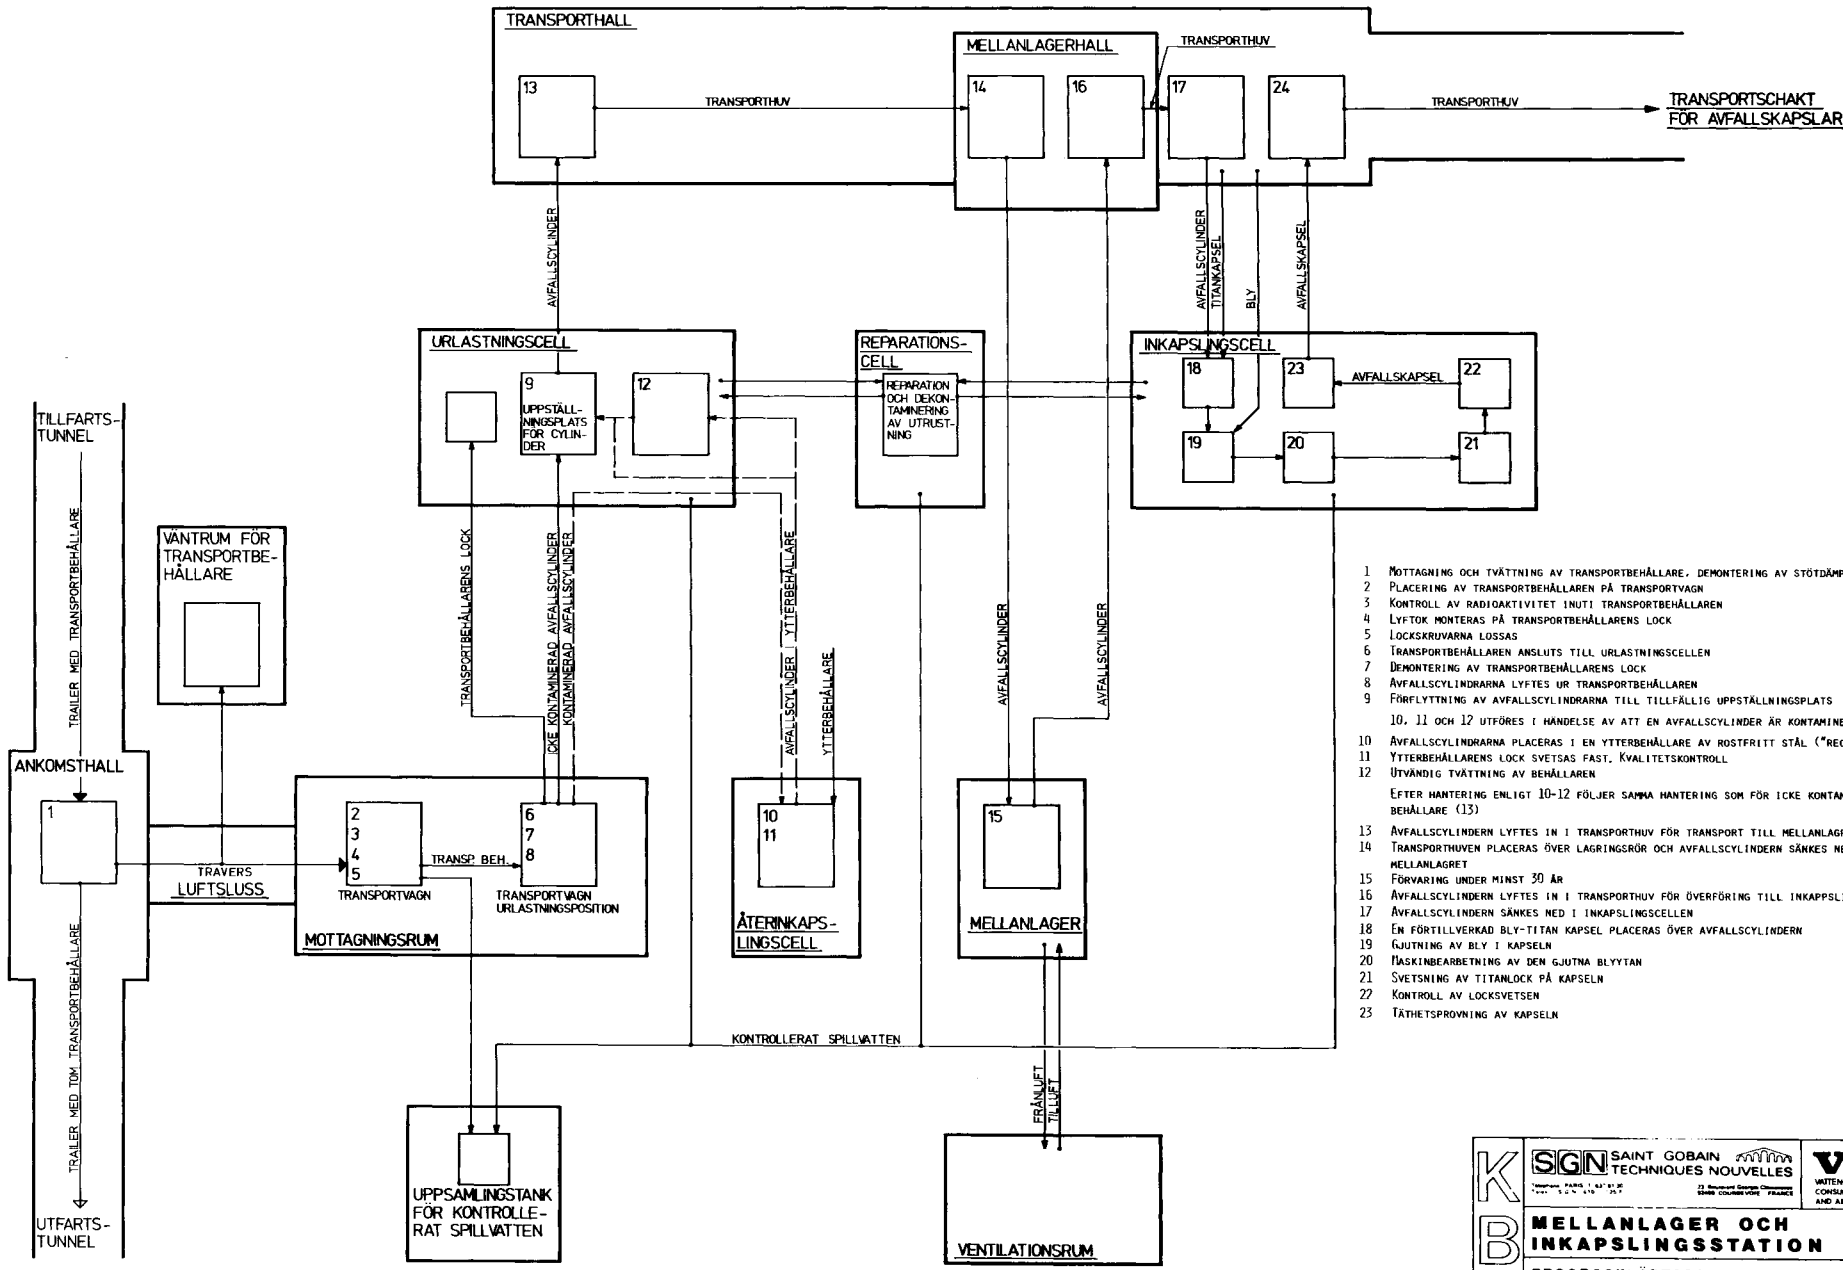 TRANSPORTHALL
MELLANLAGERHALL
TRANSPORTHUV
13
TRANSPORTHUV
14
16
17
24
TRANSPORTHUV
TRANSPORTSCHAKT
FÖR AVFALLSKAPSLAR
AVFALLSCYLINDER
AVFALLSCYLINDER
TITANKAPSEL
BLY
AVFALLSKAPSEL
URLASTNINGSCELL
9
UPPSTÄLL-
NINGSPLATS
FÖR CYLIN-
DER
12
REPARATIONS-
CELL
REPARATION
OCH DEKON-
TAMINERING
AV UTRUST-
NING
INKAPSLINGSCELL
18
23
AVFALLSKAPSEL
22
19
20
21
TILLFARTS-
TUNNEL
TRAILER MED TRANSPORTBEHÅLLARE
VÄNTRUM FÖR
TRANSPORTBE-
HÅLLARE
TRANSPORTBEHÅLLARENS LOCK
ICKE KONTAMINERAD AVFALLSCYLINDER
KONTAMINERAD AVFALLSCYLINDER
AVFALLSCYLINDER I YTTERBEHÅLLARE
YTTERBEHÅLLARE
AVFALLSCYLINDER
AVFALLSCYLINDER
ANKOMSTHALL
1
TRAVERS
LUFTSLUSS
2
3
4
5
TRANSPORTVAGN
TRANSP. BEH.
6
7
8
TRANSPORTVAGN
URLASTNINGSPOSITION
MOTTAGNINGSRUM
10
11
ÅTERINKAPS-
LINGSCELL
15
MELLANLAGER
TRAILER MED TOM TRANSPORTBEHÅLLARE
UTFARTS-
TUNNEL
KONTROLLERAT SPILLVATTEN
UPPSAMLINGSTANK
FÖR KONTROLLE-
RAT SPILLVATTEN
FRÅNLUFT
TILLUFT
VENTILATIONSRUM
1 MOTTAGNING OCH TVÄTTNING AV TRANSPORTBEHÅLLARE, DEMONTERING AV STÖTDÄMP
2 PLACERING AV TRANSPORTBEHÅLLAREN PÅ TRANSPORTVAGN
3 KONTROLL AV RADIOAKTIVITET INUTI TRANSPORTBEHÅLLAREN
4 LYFTOK MONTERAS PÅ TRANSPORTBEHÅLLARENS LOCK
5 LOCKSKRUVARNA LOSSAS
6 TRANSPORTBEHÅLLAREN ANSLUTS TILL URLASTNINGSCELLEN
7 DEMONTERING AV TRANSPORTBEHÅLLARENS LOCK
8 AVFALLSCYLINDRARNA LYFTES UR TRANSPORTBEHÅLLAREN
9 FÖRFLYTTNING AV AVFALLSCYLINDRARNA TILL TILLFÄLLIG UPPSTÄLLNINGSPLATS
10, 11 OCH 12 UTFÖRES I HÄNDELSE AV ATT EN AVFALLSCYLINDER ÄR KONTAMINE
10 AVFALLSCYLINDRARNA PLACERAS I EN YTTERBEHÅLLARE AV ROSTFRITT STÅL ("REC
11 YTTERBEHÅLLARENS LOCK SVETSAS FAST. KVALITETSKONTROLL
12 UTVÄNDIG TVÄTTNING AV BEHÅLLAREN
EFTER HANTERING ENLIGT 10-12 FÖLJER SAMMA HANTERING SOM FÖR ICKE KONTAM
BEHÅLLARE (13)
13 AVFALLSCYLINDERN LYFTES IN I TRANSPORTHUV FÖR TRANSPORT TILL MELLANLAGR
14 TRANSPORTHUVEN PLACERAS ÖVER LAGRINGSRÖR OCH AVFALLSCYLINDERN SÄNKES NE
MELLANLAGRET
15 FÖRVARING UNDER MINST 30 ÅR
16 AVFALLSCYLINDERN LYFTES IN I TRANSPORTHUV FÖR ÖVERFÖRING TILL INKAPPSLI
17 AVFALLSCYLINDERN SÄNKES NED I INKAPSLINGSCELLEN
18 EN FÖRTILLVERKAD BLY-TITAN KAPSEL PLACERAS ÖVER AVFALLSCYLINDERN
19 GJUTNING AV BLY I KAPSELN
20 MASKINBEARBETNING AV DEN GJUTNA BLYYTAN
21 SVETSNING AV TITANLOCK PÅ KAPSELN
22 KONTROLL AV LOCKSVETSEN
23 TÄTHETSPROVNING AV KAPSELN
KB
SGN SAINT GOBAIN
TECHNIQUES NOUVELLES
MELLANLAGER OCH
INKAPSLINGSSTATION